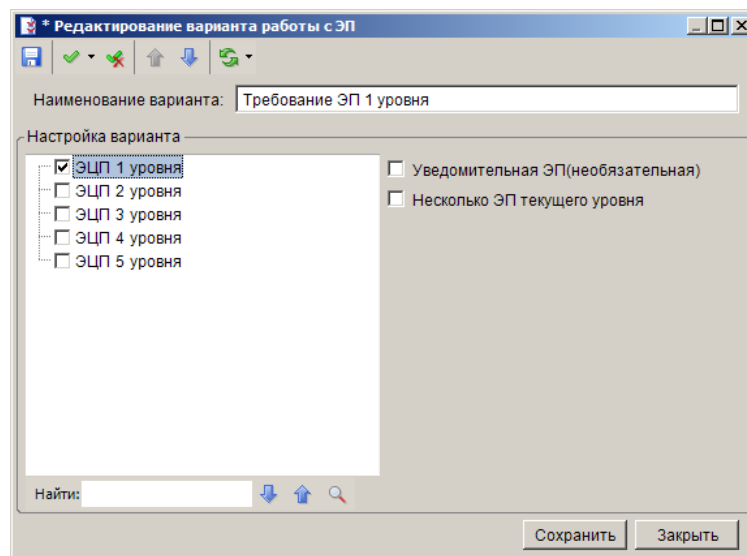 * Редактирование варианта работы с ЭП
Наименование варианта: Требование ЭП 1 уровня
Настройка варианта
ЭЦП 1 уровня
ЭЦП 2 уровня
ЭЦП 3 уровня
ЭЦП 4 уровня
ЭЦП 5 уровня
Уведомительная ЭП(необязательная)
Несколько ЭП текущего уровня
Найти:
Сохранить
Закрыть